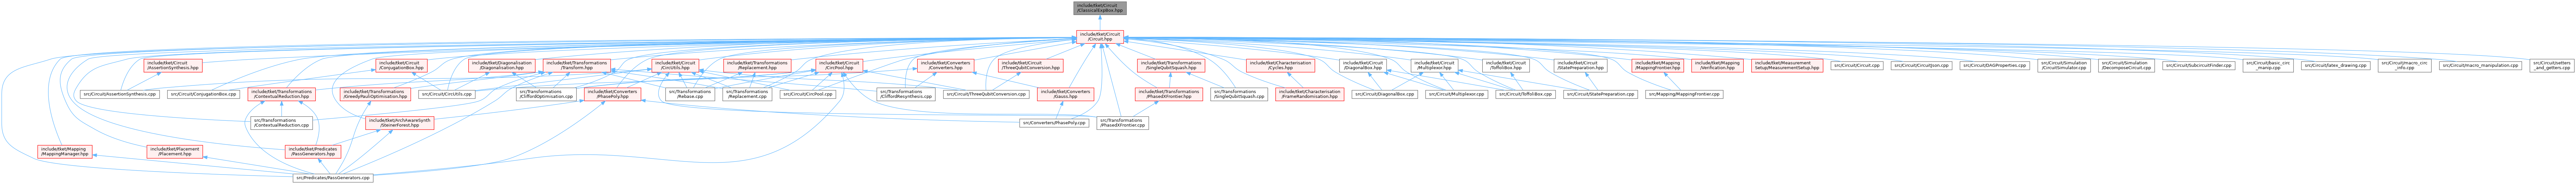 include/tket/Circuit
/ClassicalExpBox.hpp
include/tket/Circuit
/Circuit.hpp
include/tket/Circuit
/AssertionSynthesis.hpp
include/tket/Circuit
/ConjugationBox.hpp
include/tket/Diagonalisation
/Diagonalisation.hpp
include/tket/Transformations
/Transform.hpp
include/tket/Circuit
/CircUtils.hpp
include/tket/Transformations
/Replacement.hpp
include/tket/Circuit
/CircPool.hpp
include/tket/Converters
/Converters.hpp
include/tket/Circuit
/ThreeQubitConversion.hpp
include/tket/Transformations
/SingleQubitSquash.hpp
include/tket/Characterisation
/Cycles.hpp
include/tket/Circuit
/DiagonalBox.hpp
include/tket/Circuit
/Multiplexor.hpp
include/tket/Circuit
/ToffoliBox.hpp
include/tket/Circuit
/StatePreparation.hpp
include/tket/Mapping
/MappingFrontier.hpp
include/tket/Mapping
/Verification.hpp
include/tket/Measurement
Setup/MeasurementSetup.hpp
src/Circuit/Circuit.cpp
src/Circuit/CircuitJson.cpp
src/Circuit/DAGProperties.cpp
src/Circuit/Simulation
/CircuitSimulator.cpp
src/Circuit/Simulation
/DecomposeCircuit.cpp
src/Circuit/SubcircuitFinder.cpp
src/Circuit/basic_circ
_manip.cpp
src/Circuit/latex_drawing.cpp
src/Circuit/macro_circ
_info.cpp
src/Circuit/macro_manipulation.cpp
src/Circuit/setters
_and_getters.cpp
src/Circuit/AssertionSynthesis.cpp
src/Circuit/ConjugationBox.cpp
include/tket/Transformations
/ContextualReduction.hpp
include/tket/Transformations
/GreedyPauliOptimisation.hpp
src/Circuit/CircUtils.cpp
src/Transformations
/CliffordOptimisation.cpp
include/tket/Converters
/PhasePoly.hpp
src/Transformations
/Rebase.cpp
src/Transformations
/Replacement.cpp
src/Circuit/CircPool.cpp
src/Transformations
/CliffordResynthesis.cpp
src/Circuit/ThreeQubitConversion.cpp
include/tket/Converters
/Gauss.hpp
include/tket/Transformations
/PhasedXFrontier.hpp
src/Transformations
/SingleQubitSquash.cpp
include/tket/Characterisation
/FrameRandomisation.hpp
src/Circuit/DiagonalBox.cpp
src/Circuit/Multiplexor.cpp
src/Circuit/ToffoliBox.cpp
src/Circuit/StatePreparation.cpp
src/Mapping/MappingFrontier.cpp
src/Transformations
/ContextualReduction.cpp
include/tket/ArchAwareSynth
/SteinerForest.hpp
src/Converters/PhasePoly.cpp
src/Transformations
/PhasedXFrontier.cpp
include/tket/Mapping
/MappingManager.hpp
include/tket/Placement
/Placement.hpp
include/tket/Predicates
/PassGenerators.hpp
src/Predicates/PassGenerators.cpp